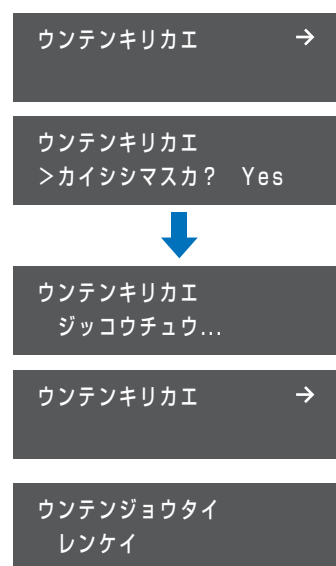 ウンテンキリカエ →
ウンテンキリカエ
＞カイシシマスカ？ Yes
ウンテンキリカエ
ジッコウチュウ...
ウンテンキリカエ →
ウンテンジョウタイ
レンケイ